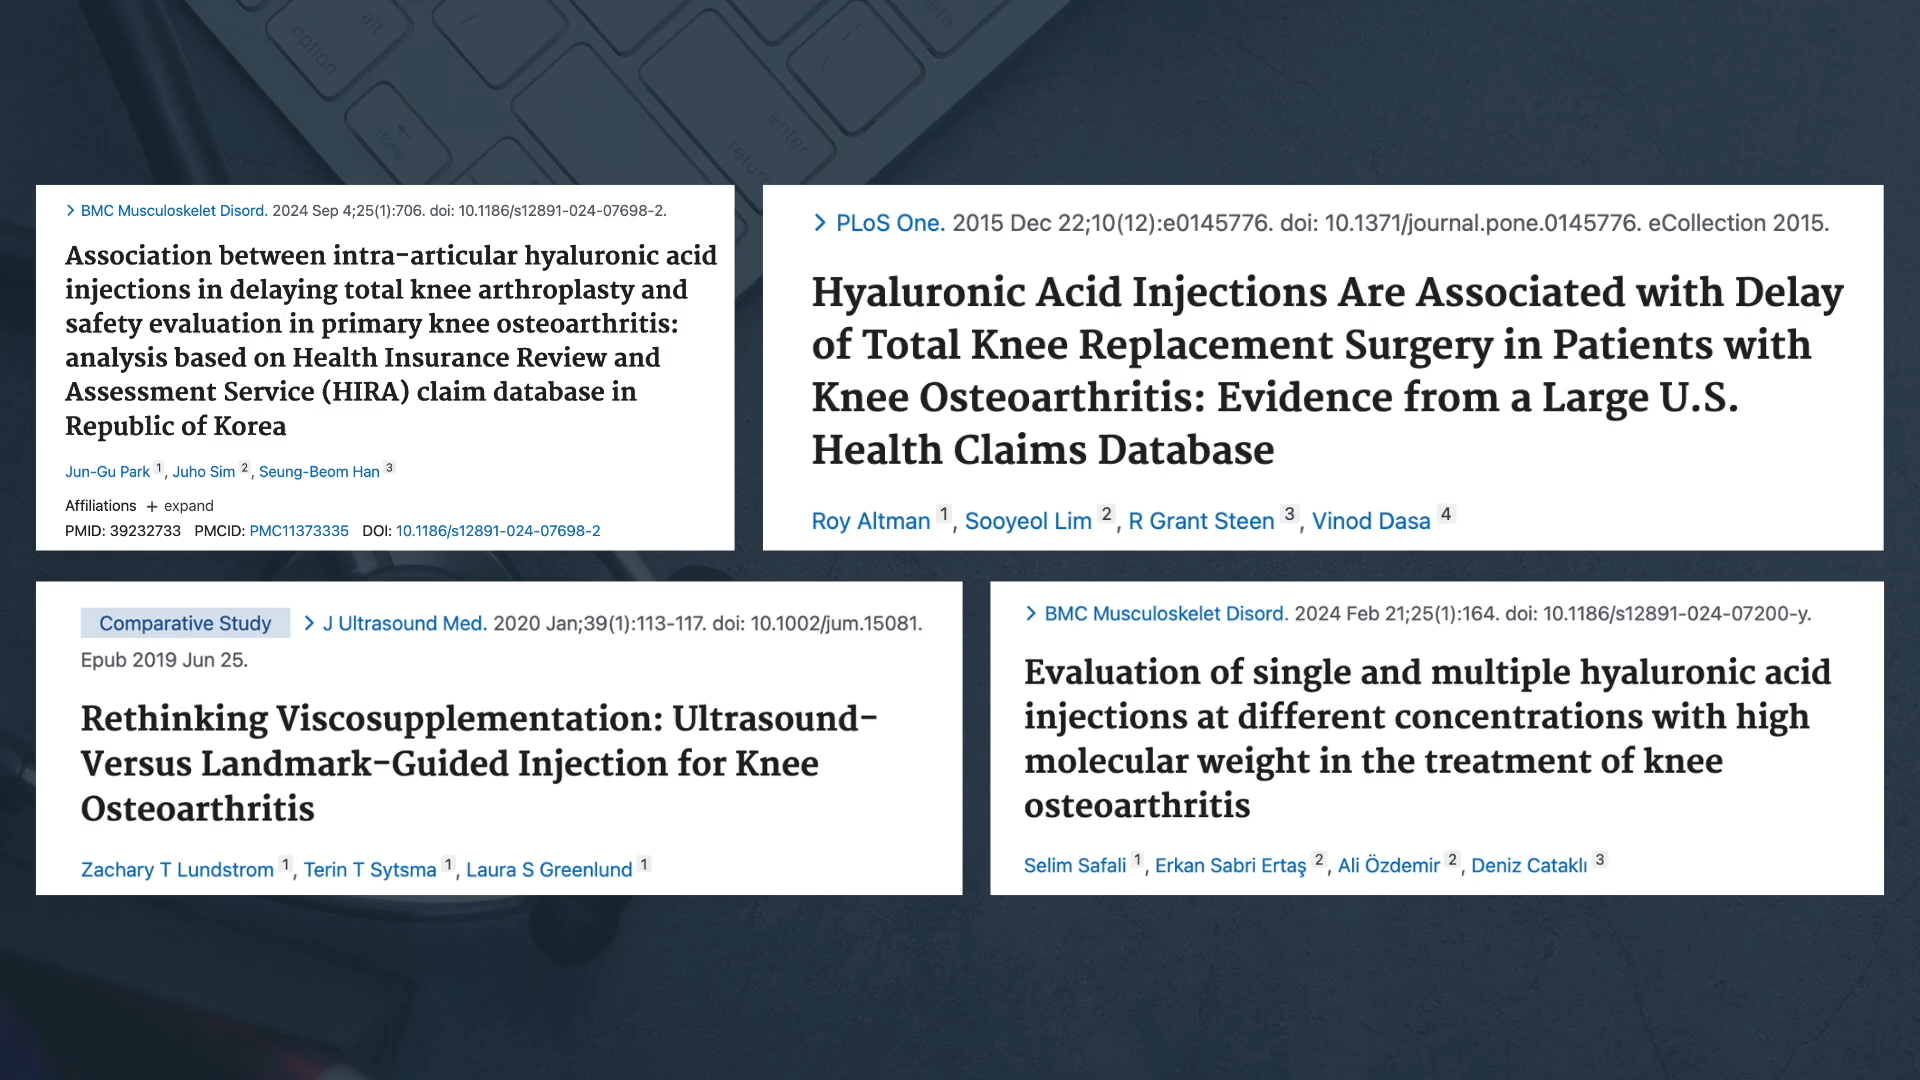 option
alt
Home
enter
return
> BMC Musculoskelet Disord. 2024 Sep 4;25(1):706. doi: 10.1186/s12891-024-07698-2.
Association between intra-articular hyaluronic acid
injections in delaying total knee arthroplasty and
safety evaluation in primary knee osteoarthritis:
analysis based on Health Insurance Review and
Assessment Service (HIRA) claim database in
Republic of Korea
Jun-Gu Park 1, Juho Sim 2, Seung-Beom Han 3
Affiliations + expand
PMID: 39232733 PMCID: PMC11373335 DOI: 10.1186/s12891-024-07698-2
> PLoS One. 2015 Dec 22;10(12):e0145776. doi: 10.1371/journal.pone.0145776. eCollection 2015.
Hyaluronic Acid Injections Are Associated with Delay
of Total Knee Replacement Surgery in Patients with
Knee Osteoarthritis: Evidence from a Large U.S.
Health Claims Database
Roy Altman 1, Sooyeol Lim 2, R Grant Steen 3, Vinod Dasa 4
Comparative Study > J Ultrasound Med. 2020 Jan;39(1):113-117. doi: 10.1002/jum.15081.
Epub 2019 Jun 25.
Rethinking Viscosupplementation: Ultrasound-
Versus Landmark-Guided Injection for Knee
Osteoarthritis
Zachary T Lundstrom 1, Terin T Sytsma 1, Laura S Greenlund 1
> BMC Musculoskelet Disord. 2024 Feb 21;25(1):164. doi: 10.1186/s12891-024-07200-y.
Evaluation of single and multiple hyaluronic acid
injections at different concentrations with high
molecular weight in the treatment of knee
osteoarthritis
Selim Safali 1, Erkan Sabri Ertaş 2, Ali Özdemir 2, Deniz Cataklı 3